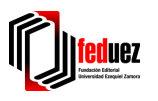 feduez
Fundación Editorial
Universidad Ezequiel Zamora